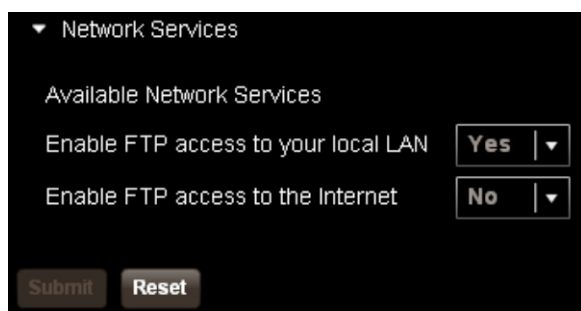 Network Services
Available Network Services
Enable FTP access to your local LAN Yes
Enable FTP access to the Internet No
Submit Reset